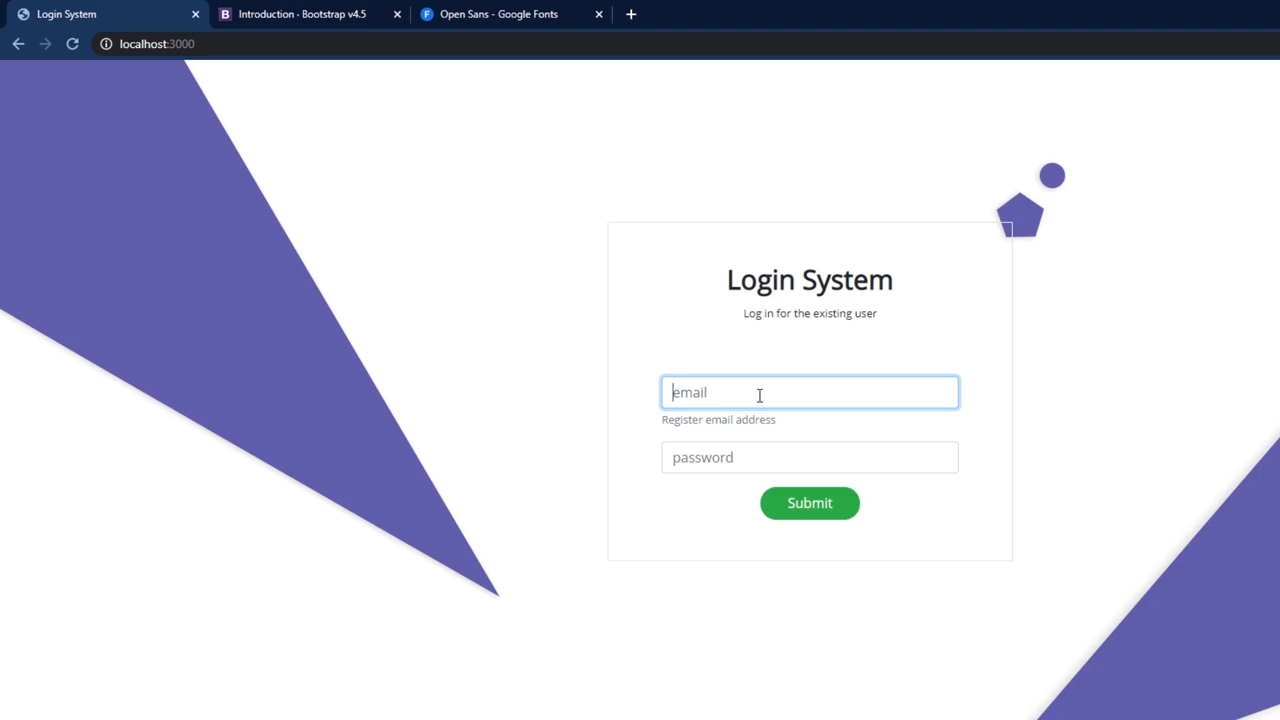 Login System
Introduction · Bootstrap v4.5
Open Sans - Google Fonts
localhost:3000
Login System
Log in for the existing user
email
Register email address
password
Submit